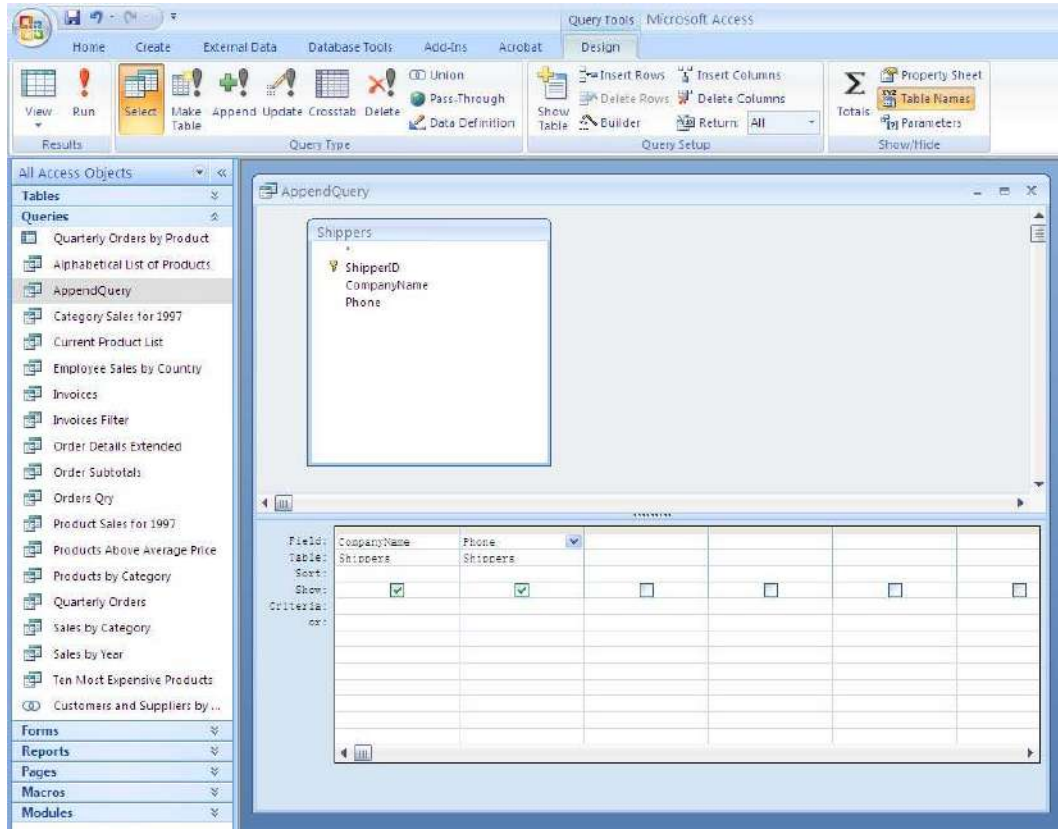 Query Tools Microsoft Access
Home Create External Data Database Tools Add-Ins Acrobat Design
View Run Select Make Table Append Update Crosstab Delete
Union
Pass-Through
Data Definition
Show Table
Insert Rows
Delete Rows
Builder
Insert Columns
Delete Columns
Return: All
Totals
Property Sheet
Table Names
Parameters
Results Query Type Query Setup Show/Hide
All Access Objects
Tables
Queries
Quarterly Orders by Product
Alphabetical List of Products
AppendQuery
Category Sales for 1997
Current Product List
Employee Sales by Country
Invoices
Invoices Filter
Order Details Extended
Order Subtotals
Orders Qry
Product Sales for 1997
Products Above Average Price
Products by Category
Quarterly Orders
Sales by Category
Sales by Year
Ten Most Expensive Products
Customers and Suppliers by ...
Forms
Reports
Pages
Macros
Modules
AppendQuery
Shippers
*
ShipperID
CompanyName
Phone
Field: CompanyName Phone
Table: Shippers Shippers
Sort:
Show:
Criteria:
or: